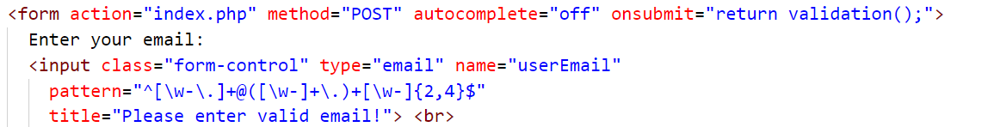 <form action="index.php" method="POST" autocomplete="off" onsubmit="return validation();">
Enter your email:
<input class="form-control" type="email" name="userEmail"
pattern="^[\w-\.]+@([\w-]+\.)+[\w-]{2,4}$"
title="Please enter valid email!"> <br>